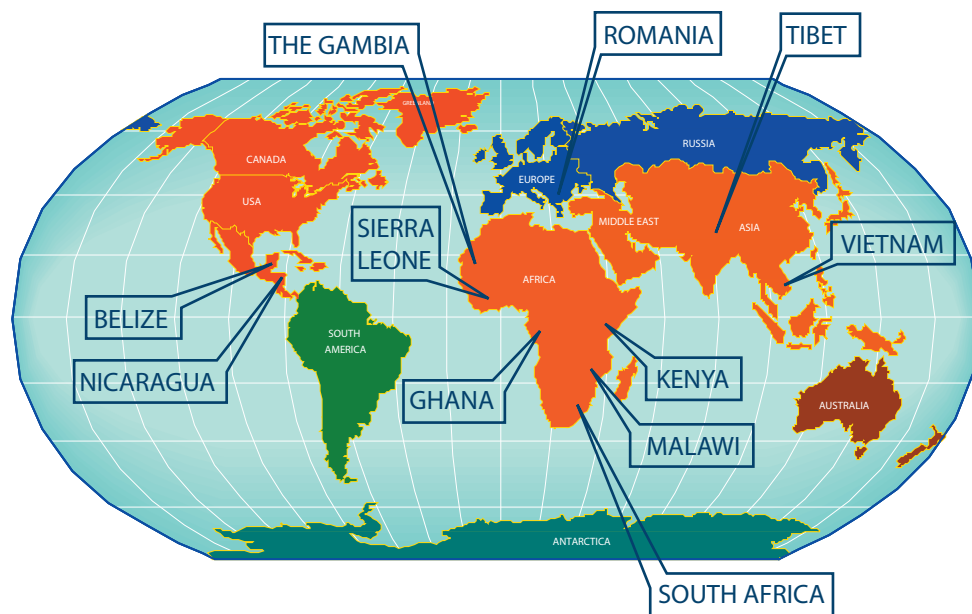 THE GAMBIA
ROMANIA
TIBET
GREENLAND
CANADA
RUSSIA
EUROPE
USA
MIDDLE EAST
ASIA
SIERRA
LEONE
VIETNAM
AFRICA
BELIZE
SOUTH
AMERICA
NICARAGUA
GHANA
KENYA
AUSTRALIA
MALAWI
ANTARCTICA
SOUTH AFRICA